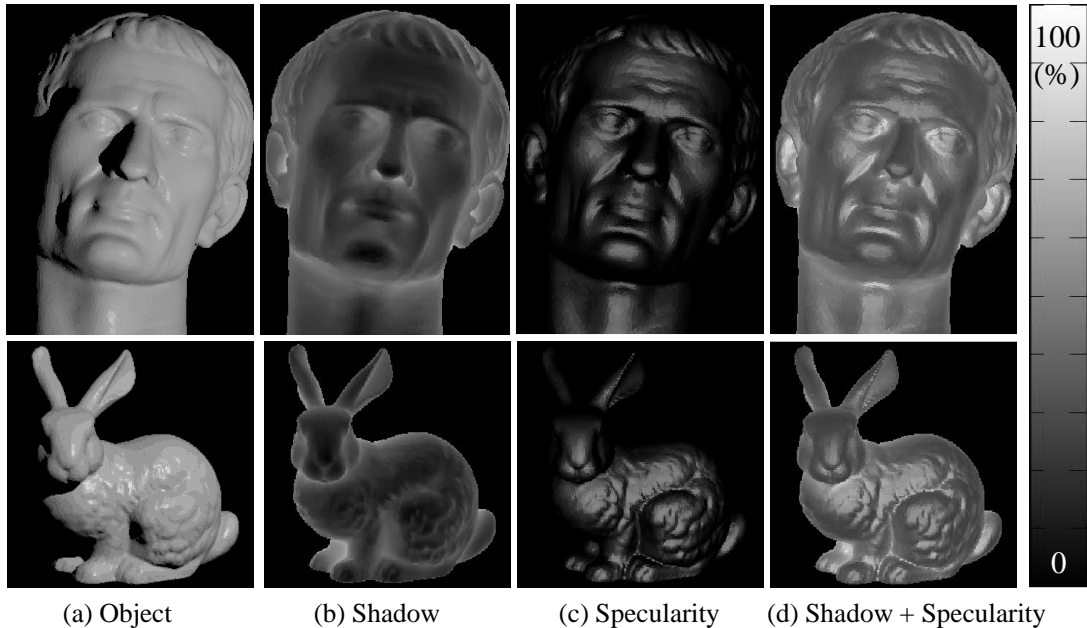 100
(%)
0
(a) Object
(b) Shadow
(c) Specularity
(d) Shadow + Specularity